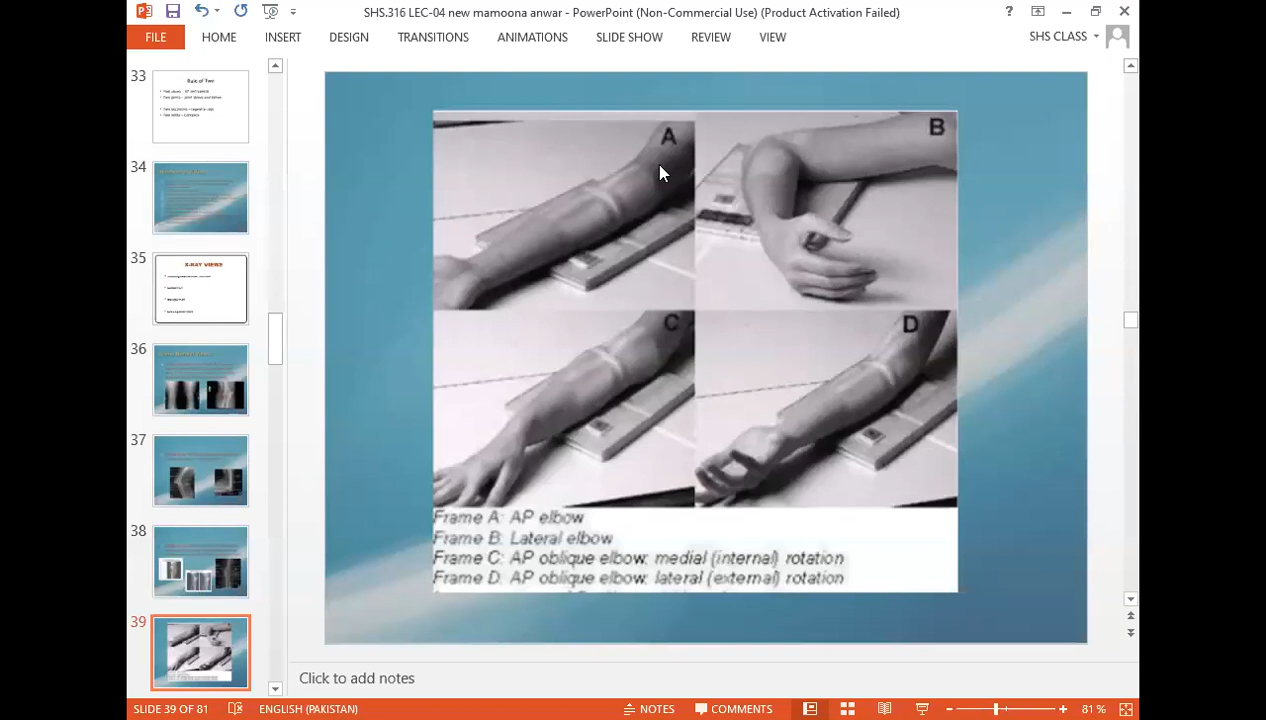 SHS.316 LEC-04 new mamoona anwar - PowerPoint (Non-Commercial Use) (Product Activation Failed)
?
FILE HOME INSERT DESIGN TRANSITIONS ANIMATIONS SLIDE SHOW REVIEW VIEW SHS CLASS
33
Rule of Two
34
35
X-RAY VIEWS
36
37
38
39
A
B
C
D
Frame A: AP elbow
Frame B: Lateral elbow
Frame C: AP oblique elbow: medial (internal) rotation
Frame D: AP oblique elbow: lateral (external) rotation
Click to add notes
SLIDE 39 OF 81 ENGLISH (PAKISTAN) NOTES COMMENTS 81 %